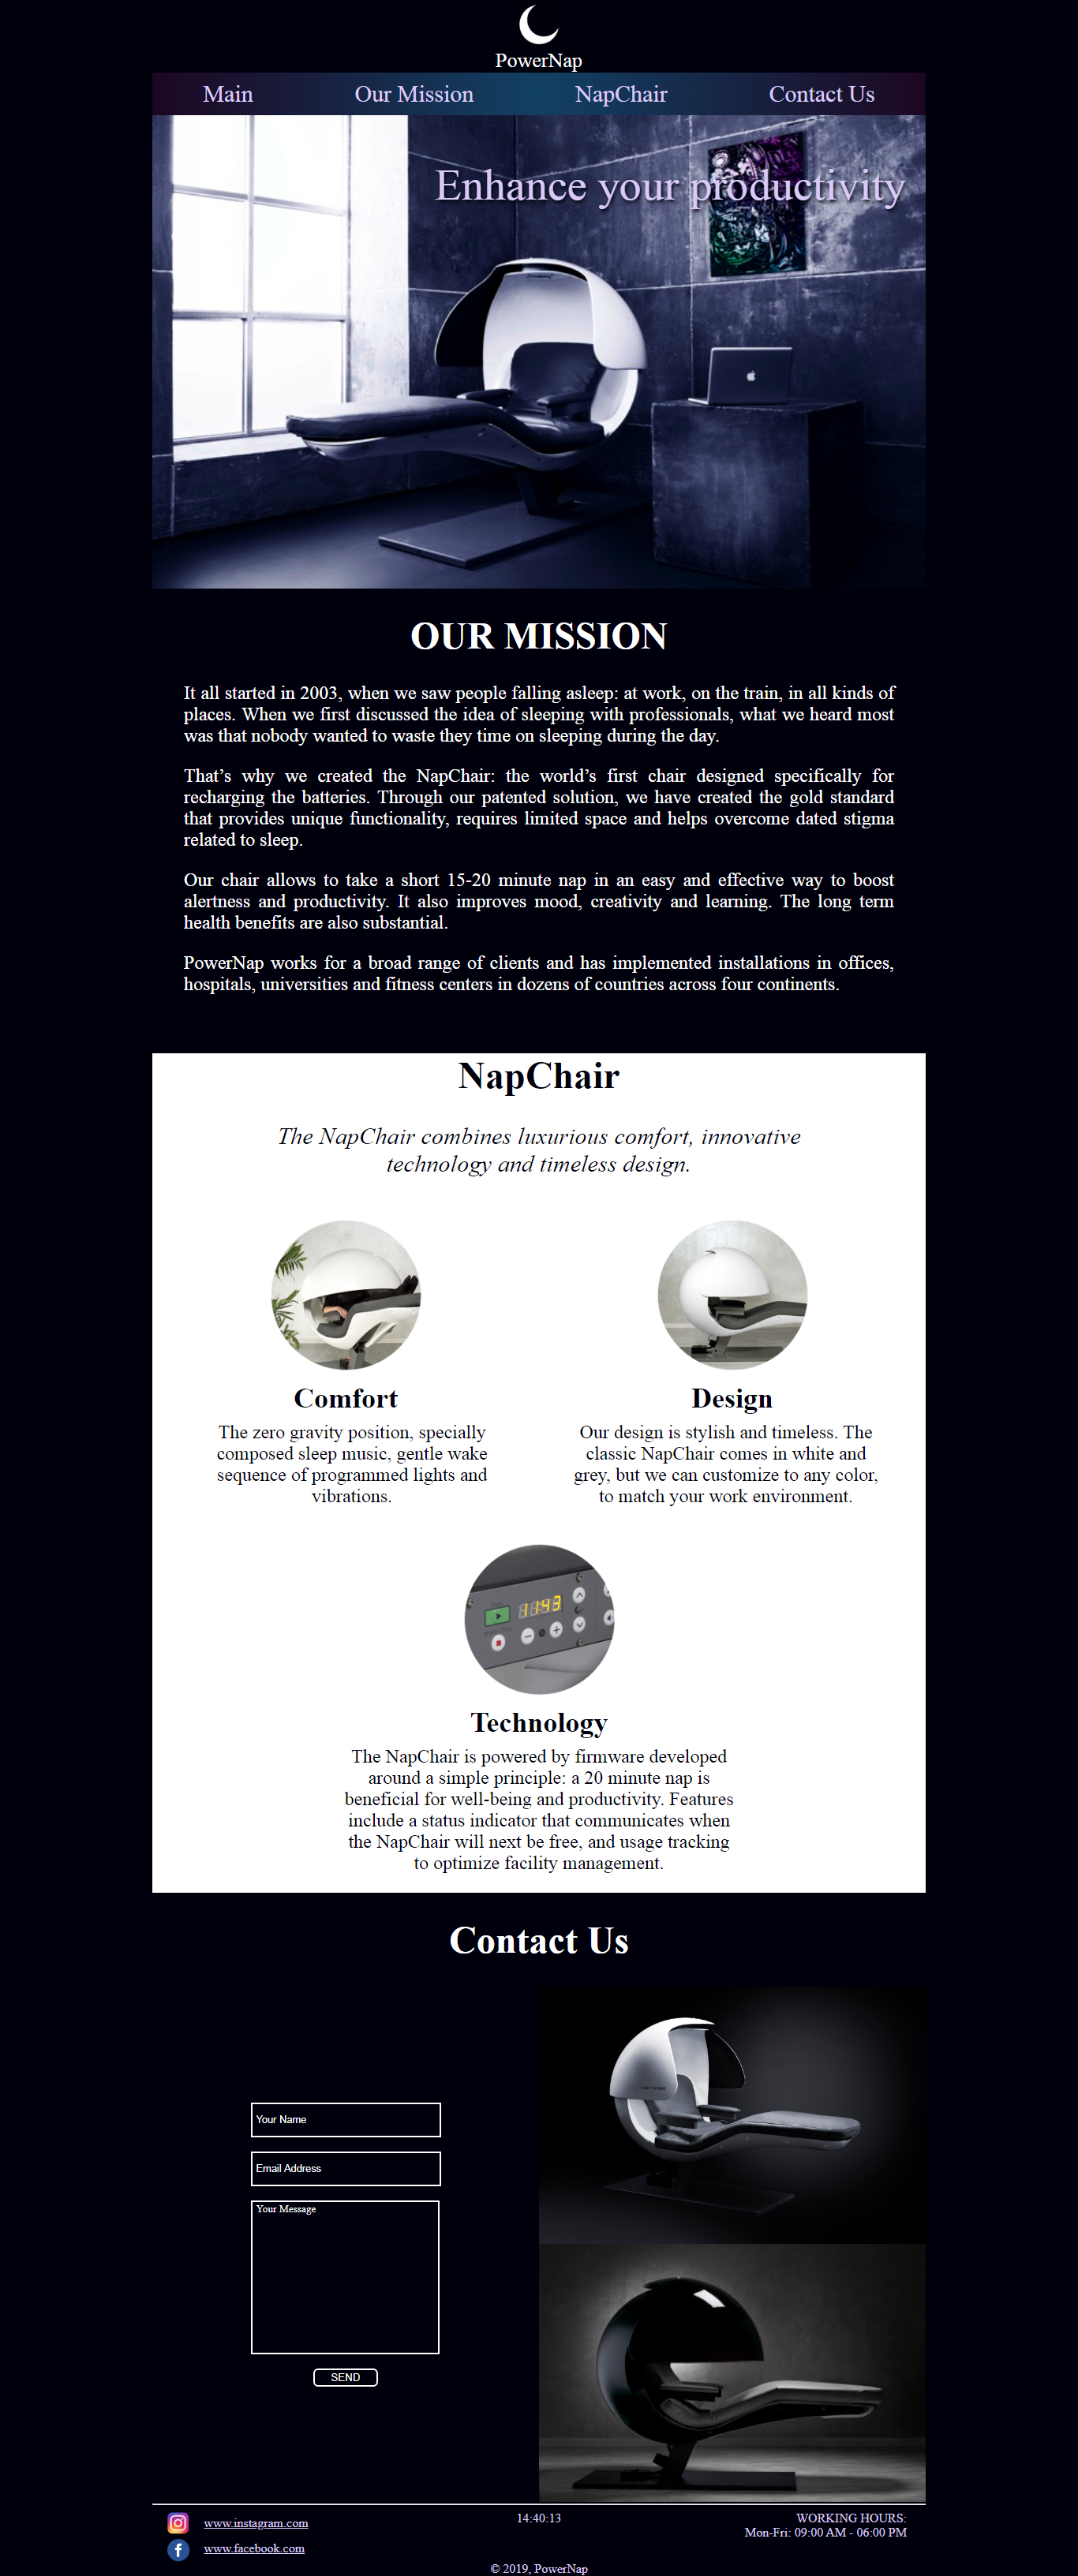 PowerNap
Main Our Mission NapChair Contact Us
Enhance your productivity
OUR MISSION
It all started in 2003, when we saw people falling asleep: at work, on the train, in all kinds of
places. When we first discussed the idea of sleeping with professionals, what we heard most
was that nobody wanted to waste they time on sleeping during the day.
That’s why we created the NapChair: the world’s first chair designed specifically for
recharging the batteries. Through our patented solution, we have created the gold standard
that provides unique functionality, requires limited space and helps overcome dated stigma
related to sleep.
Our chair allows to take a short 15-20 minute nap in an easy and effective way to boost
alertness and productivity. It also improves mood, creativity and learning. The long term
health benefits are also substantial.
PowerNap works for a broad range of clients and has implemented installations in offices,
hospitals, universities and fitness centers in dozens of countries across four continents.
NapChair
The NapChair combines luxurious comfort, innovative
technology and timeless design.
Comfort
The zero gravity position, specially
composed sleep music, gentle wake
sequence of programmed lights and
vibrations.
Design
Our design is stylish and timeless. The
classic NapChair comes in white and
grey, but we can customize to any color,
to match your work environment.
11:43
Technology
The NapChair is powered by firmware developed
around a simple principle: a 20 minute nap is
beneficial for well-being and productivity. Features
include a status indicator that communicates when
the NapChair will next be free, and usage tracking
to optimize facility management.
Contact Us
Your Name
Email Address
Your Message
SEND
www.instagram.com
www.facebook.com
14:40:13
WORKING HOURS:
Mon-Fri: 09:00 AM - 06:00 PM
© 2019, PowerNap